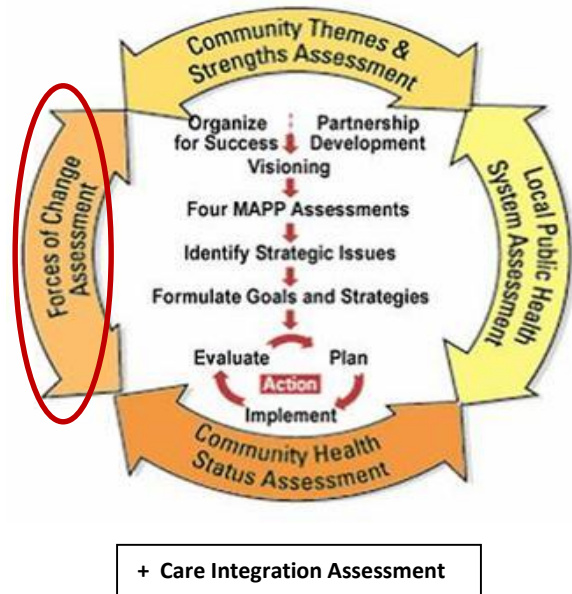 Community Themes &
Strengths Assessment
Forces of Change
Assessment
Local Public Health
System Assessment
Organize Partnership
for Success Development
Visioning
Four MAPP Assessments
Identify Strategic Issues
Formulate Goals and Strategies
Evaluate Plan
Action
Implement
Community Health
Status Assessment
+ Care Integration Assessment